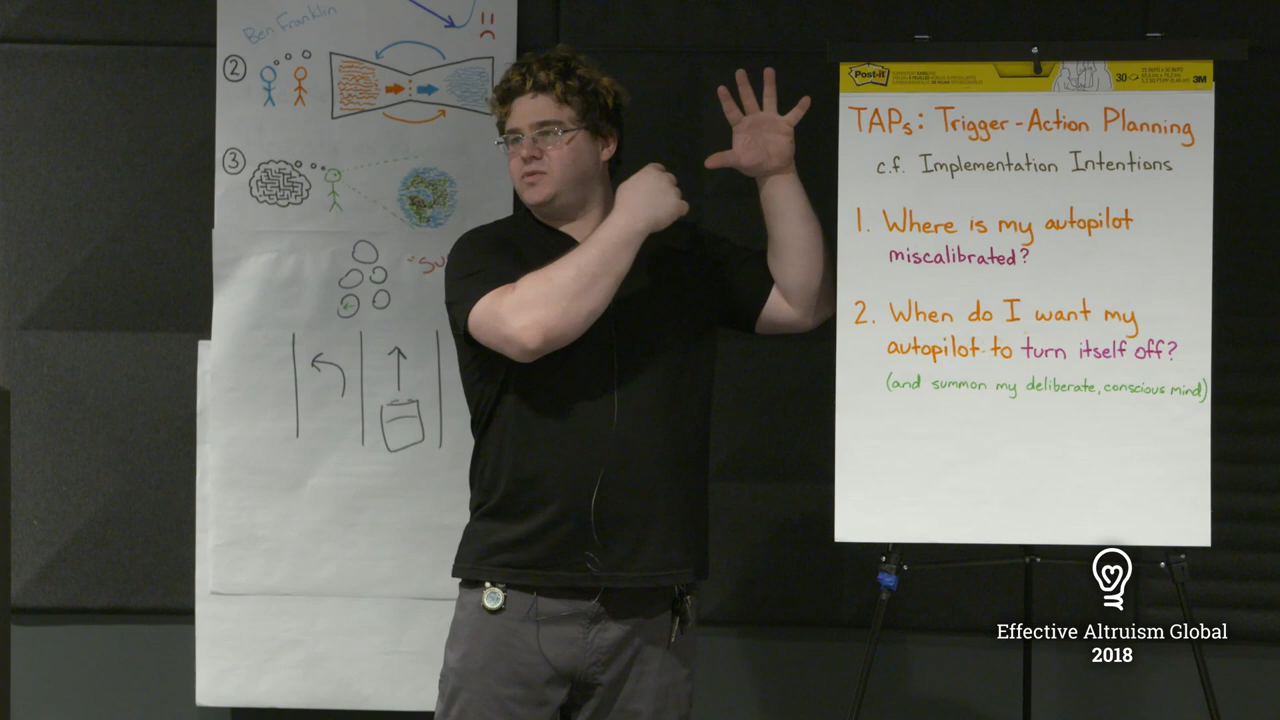 Ben Franklin
2
3
"Su
Post-it
30
3M
TAPs: Trigger-Action Planning
c.f. Implementation Intentions
1. Where is my autopilot
miscalibrated?
2. When do I want my
autopilot to turn itself off?
(and summon my deliberate, conscious mind)
Effective Altruism Global
2018